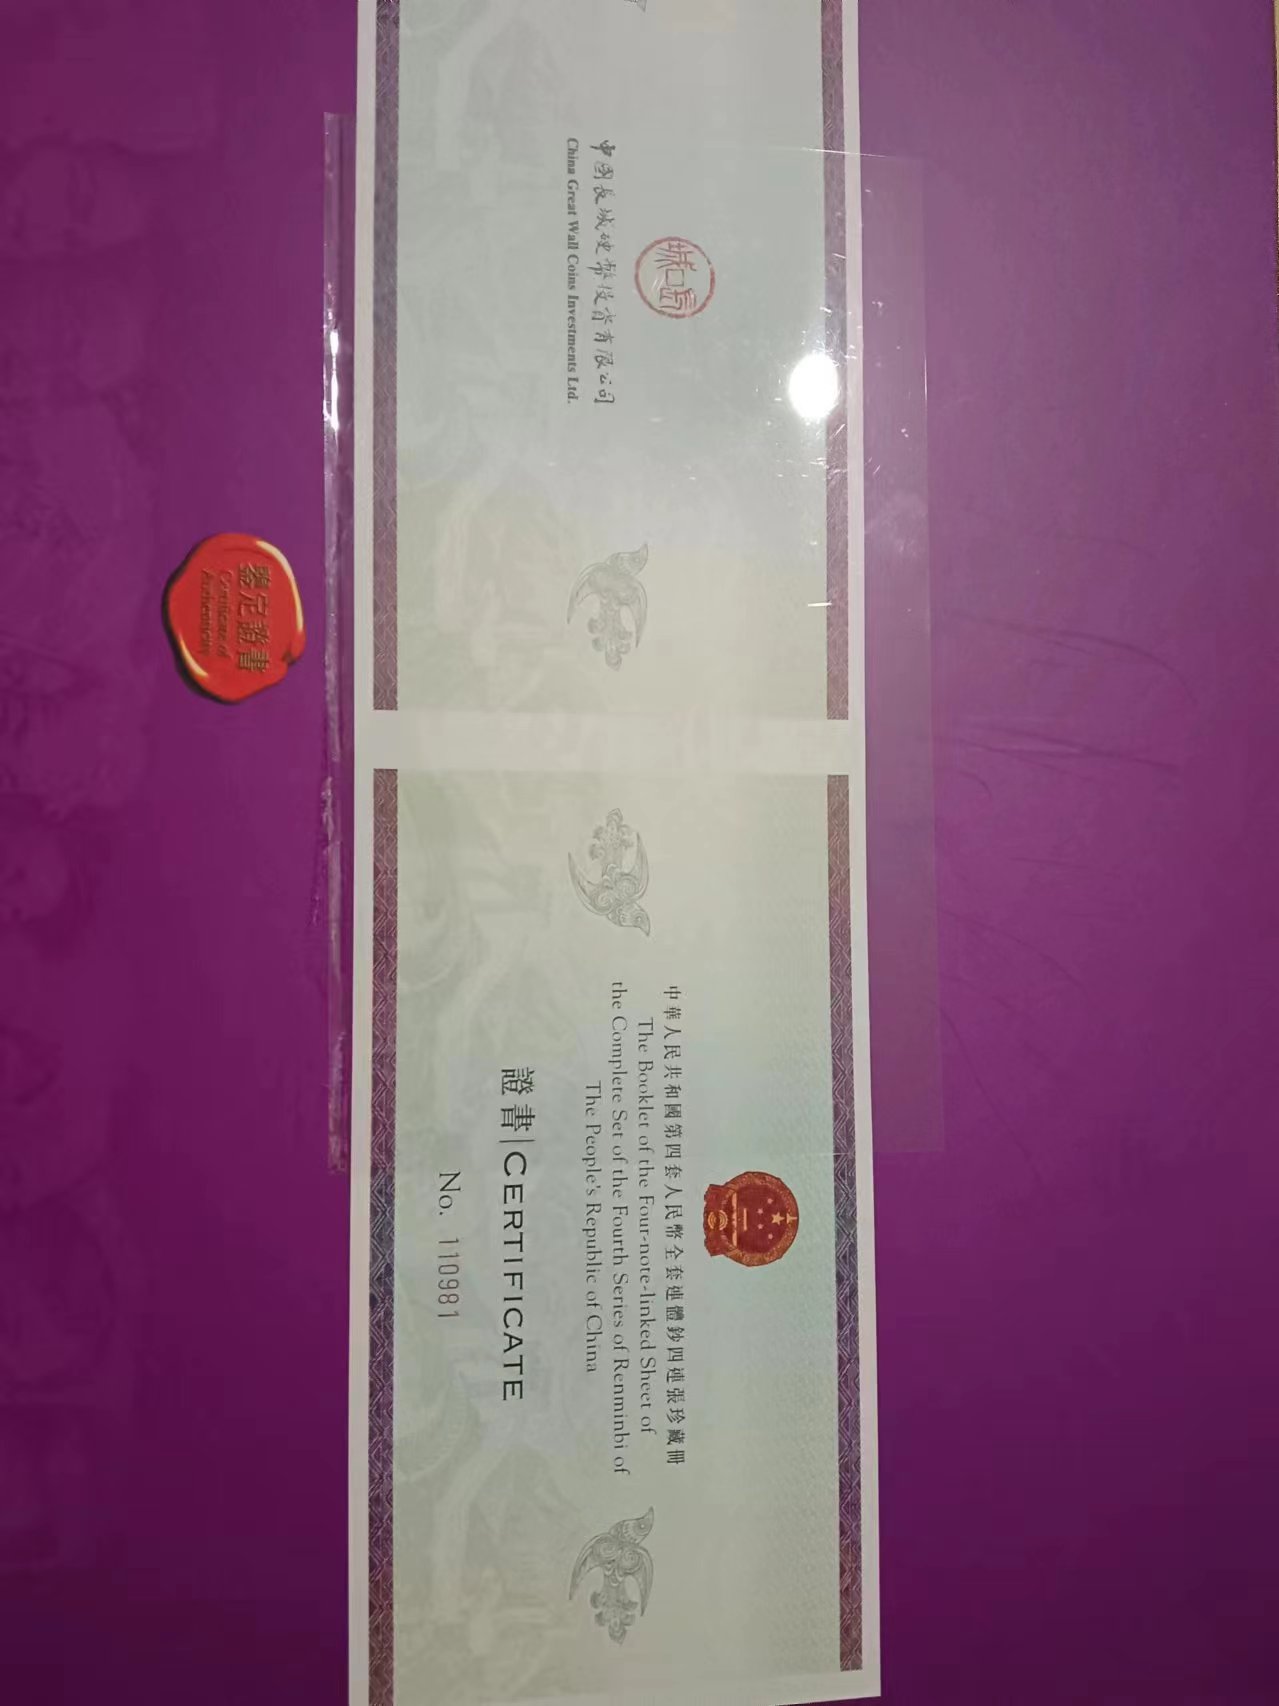 中國長城硬幣投資有限公司
China Great Wall Coins Investments Ltd.
鑒定證書
Certificate of
Authenticity
中華人民共和國第四套人民幣全套連體鈔四連張珍藏冊
The Booklet of the Four-note-linked Sheet of
the Complete Set of the Fourth Series of Renminbi of
The People's Republic of China
證書|CERTIFICATE
No. 110981